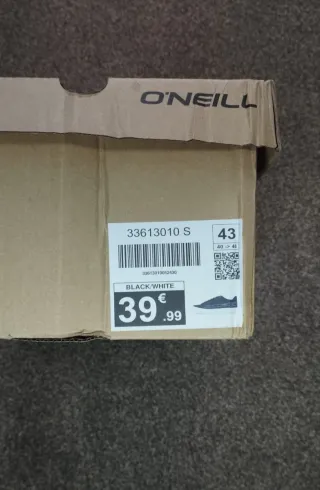 O'NEILL
33613010 S
43
BLACK/WHITE
39€.99